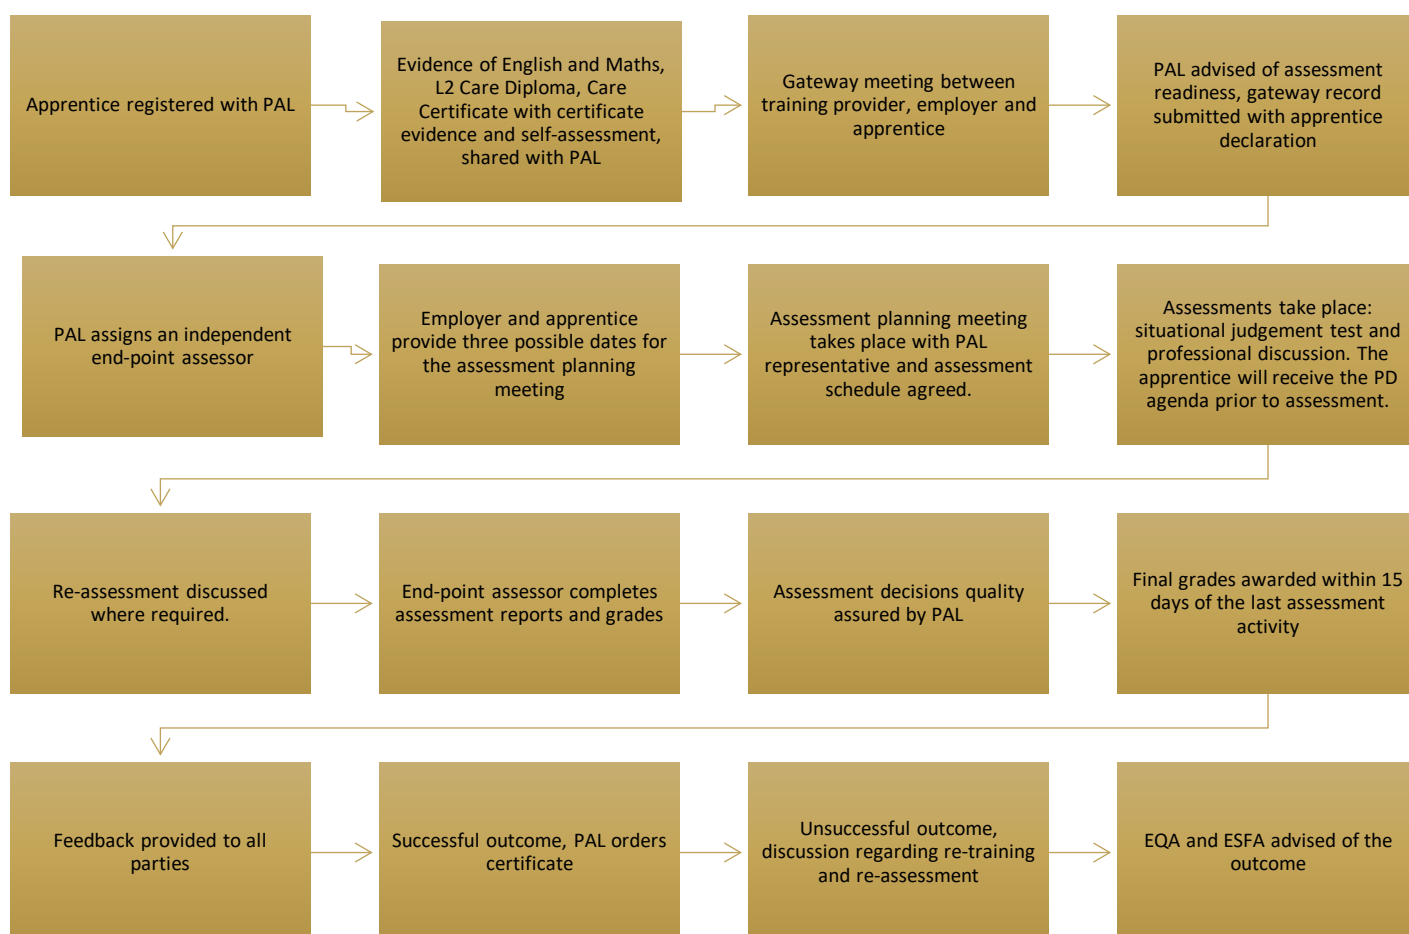 Apprentice registered with PAL
Evidence of English and Maths,
L2 Care Diploma, Care
Certificate with certificate
evidence and self-assessment,
shared with PAL
Gateway meeting between
training provider, employer and
apprentice
PAL advised of assessment
readiness, gateway record
submitted with apprentice
declaration
PAL assigns an independent
end-point assessor
Employer and apprentice
provide three possible dates for
the assessment planning
meeting
Assessment planning meeting
takes place with PAL
representative and assessment
schedule agreed.
Assessments take place:
situational judgement test and
professional discussion. The
apprentice will receive the PD
agenda prior to assessment.
Re-assessment discussed
where required.
End-point assessor completes
assessment reports and grades
Assessment decisions quality
assured by PAL
Final grades awarded within 15
days of the last assessment
activity
Feedback provided to all
parties
Successful outcome, PAL orders
certificate
Unsuccessful outcome,
discussion regarding re-training
and re-assessment
EQA and ESFA advised of the
outcome